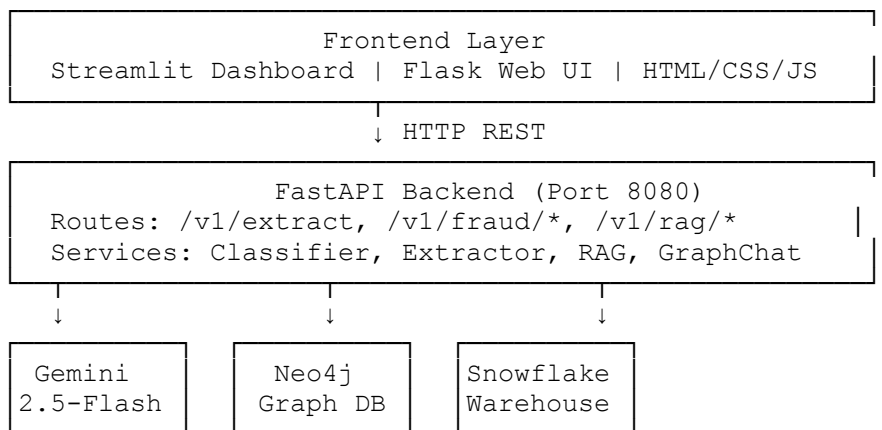 Frontend Layer
Streamlit Dashboard | Flask Web UI | HTML/CSS/JS
↓ HTTP REST
FastAPI Backend (Port 8080)
Routes: /v1/extract, /v1/fraud/*, /v1/rag/*
Services: Classifier, Extractor, RAG, GraphChat
↓ ↓ ↓
Gemini Neo4j Snowflake
2.5-Flash Graph DB Warehouse